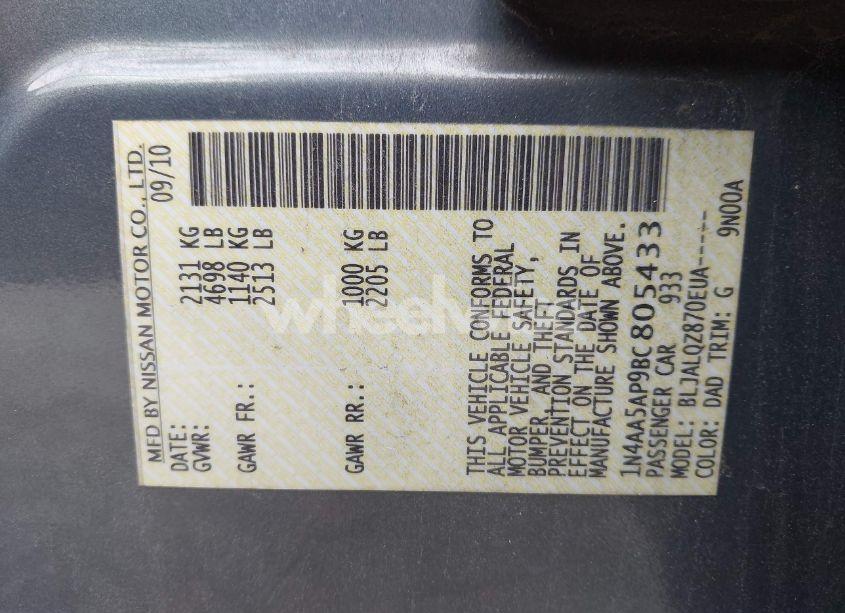 MFD BY NISSAN MOTOR CO., LTD.
DATE: 09/10
GVWR: 2131 KG
4698 LB
GAWR FR.: 1140 KG
2513 LB
GAWR RR.: 1000 KG
2205 LB
THIS VEHICLE CONFORMS TO
ALL APPLICABLE FEDERAL
MOTOR VEHICLE SAFETY,
BUMPER, AND THEFT
PREVENTION STANDARDS IN
EFFECT ON THE DATE OF
MANUFACTURE SHOWN ABOVE.
1N4AA5AP9BC805433
PASSENGER CAR 933
MODEL: BLJALQZ870EUA-----
COLOR: DAD TRIM: G 9N00A